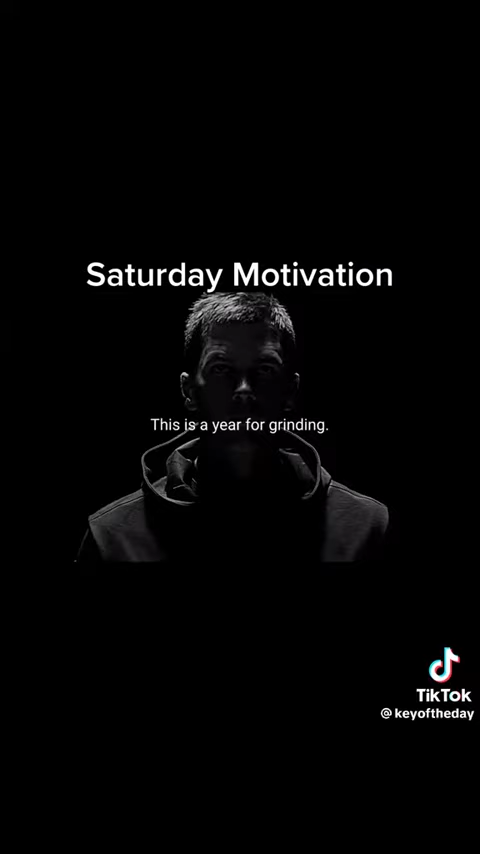 Saturday Motivation
This is a year for grinding.
TikTok
@keyoftheday